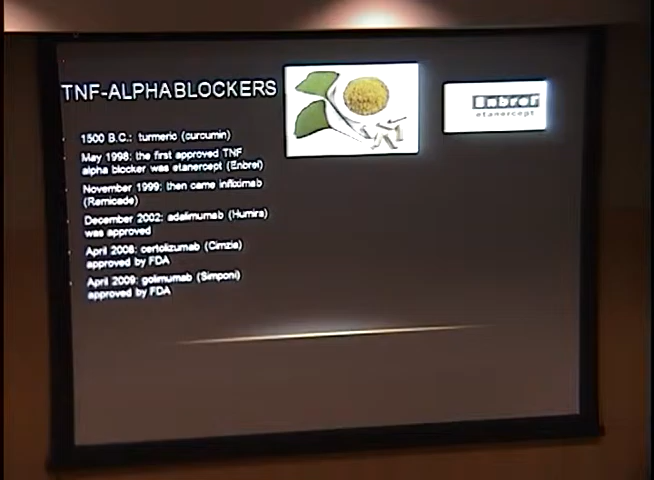 TNF-ALPHABLOCKERS
1500 B.C.: turmeric (curcumin)
May 1998: the first approved TNF
alpha blocker was etanercept (Enbrel)
November 1999: then came infliximab
(Remicade)
December 2002: adalimumab (Humira)
was approved
April 2008: certolizumab (Cimzia)
approved by FDA
April 2009: golimumab (Simponi)
approved by FDA
Enbrel
etanercept